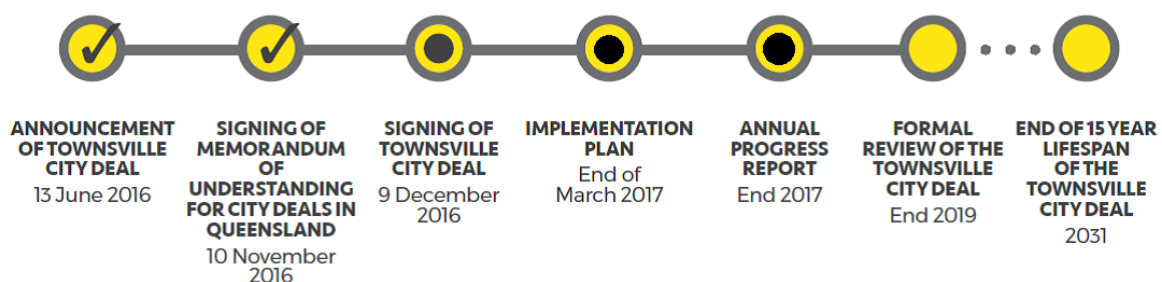 ANNOUNCEMENT
OF TOWNSVILLE
CITY DEAL
13 June 2016
SIGNING OF
MEMORANDUM
OF
UNDERSTANDING
FOR CITY DEALS IN
QUEENSLAND
10 November
2016
SIGNING OF
TOWNSVILLE
CITY DEAL
9 December
2016
IMPLEMENTATION
PLAN
End of
March 2017
ANNUAL
PROGRESS
REPORT
End 2017
FORMAL
REVIEW OF THE
TOWNSVILLE
CITY DEAL
End 2019
END OF 15 YEAR
LIFESPAN
OF THE
TOWNSVILLE
CITY DEAL
2031